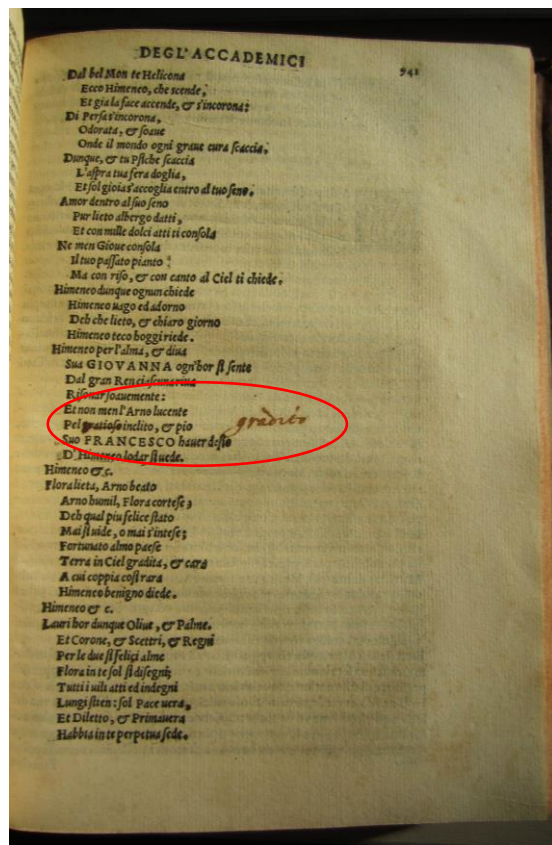 DEGL'ACCADEMICI
941
Dal bel Mon te Helicona
Ecco Himeneo, che scende,
Et gia la face accende, & s'incorona:
Di Persa s'incorona,
Odorata, & soaue
Onde il mondo ogni graue cura scaccia.
Dunque, & tu Psiche scaccia
L'aspra tua fera doglia,
Et sol gioia s'accoglia entro al tuo seno.
Amor dentro al suo seno
Pur lieto albergo datti,
Et con mille dolci atti ti consola
Ne men Gioue consola
Il tuo passato pianto:
Ma con riso, & con canto al Ciel ti chiede.
Himeneo dunque ognun chiede
Himeneo uago ed adorno
Deh che lieto, & chiaro giorno
Himeneo teco hoggi riede.
Himeneo per l'alma, & diua
Sua GIOVANNA ogn'hor si sente
Dal gran Ren ciascuna riua
Risonar soauemente:
Et non men l'Arno lucente
Pel gratioso inclito, & pio gradito
Suo FRANCESCO hauer desio
D'Himeneo lodar si uede.
Himeneo &c.
Flora lieta, Arno beato
Arno humil, Flora cortese,
Deh qual piu felice stato
Mai si uide, o mai s'intese;
Fortunato almo paese
Terra in Ciel gradita, & cara
A cui coppia cosi rara
Himeneo benigno diede.
Himeneo & c.
Lauri hor dunque Oliue, & Palme.
Et Corone, & Scettri, & Regni
Per le due si felici alme
Flora in te sol si disegni;
Tutti i uili atti ed indegni
Lungi stien: sol Pace uera,
Et Diletto, & Primauera
Habbia in te perpetua sede.